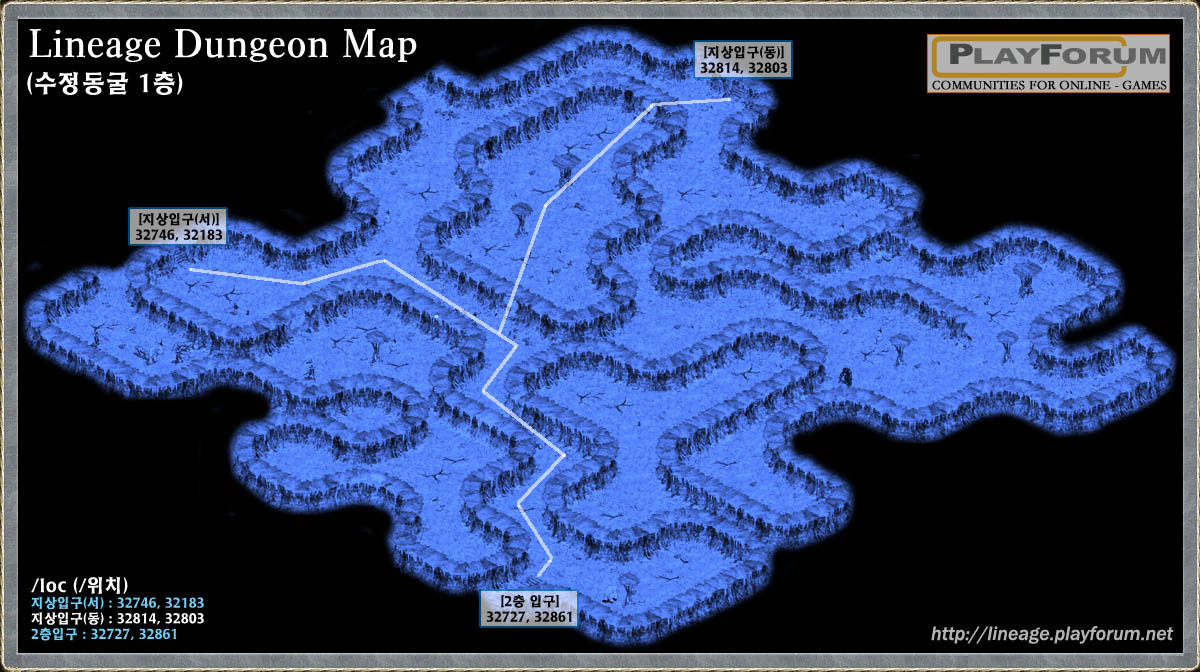 Lineage Dungeon Map
(수정동굴 1층)
PLAYFORUM
COMMUNITIES FOR ONLINE - GAMES
[지상입구(동)]
32814, 32803
[지상입구(서)]
32746, 32183
[2층 입구]
32727, 32861
/loc (/위치)
지상입구(서) : 32746, 32183
지상입구(동) : 32814, 32803
2층입구 : 32727, 32861
http://lineage.playforum.net